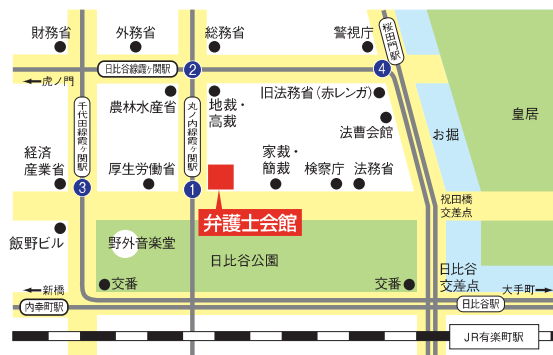 財務省
外務省
総務省
警視庁
桜田門駅
日比谷線霞ヶ関駅
2
4
虎ノ門
農林水産省
地裁・
高裁
旧法務省(赤レンガ)
法曹会館
皇居
お掘
千代田線霞ヶ関駅
丸ノ内線霞ヶ関駅
経済
産業省
厚生労働省
家裁・
簡裁
検察庁
法務省
3
1
弁護士会館
祝田橋
交差点
飯野ビル
野外音楽堂
日比谷公園
日比谷
交差点
新橋
交番
交番
大手町
内幸町駅
日比谷駅
JR有楽町駅